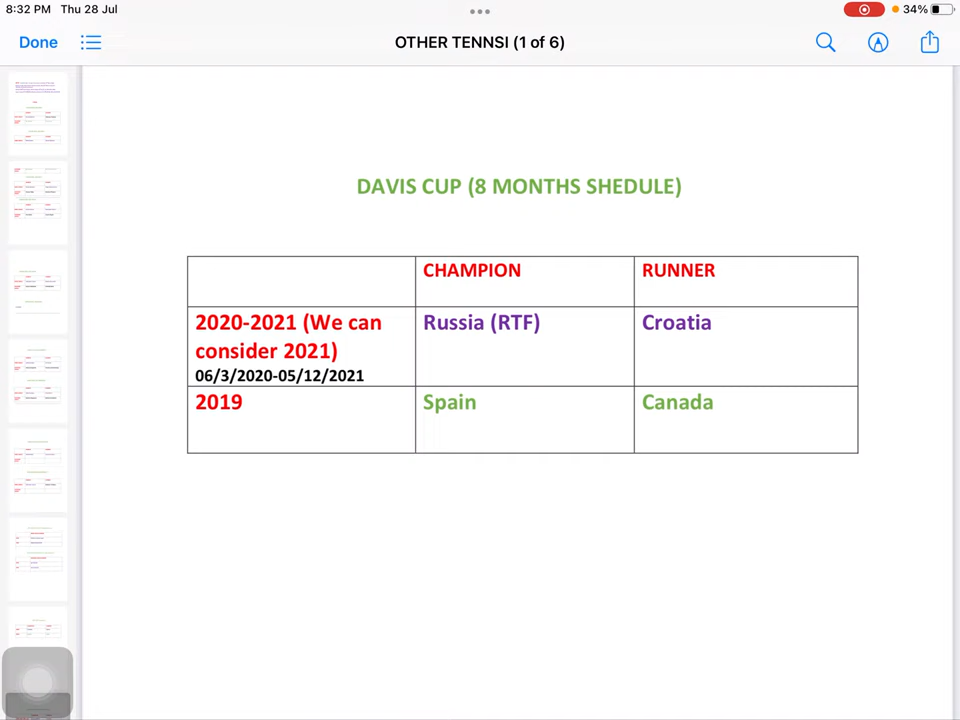 8:32 PM Thu 28 Jul
34%
Done
OTHER TENNSI (1 of 6)
DAVIS CUP (8 MONTHS SHEDULE)
CHAMPION RUNNER
2020-2021 (We can Russia (RTF) Croatia
consider 2021)
06/3/2020-05/12/2021
2019 Spain Canada